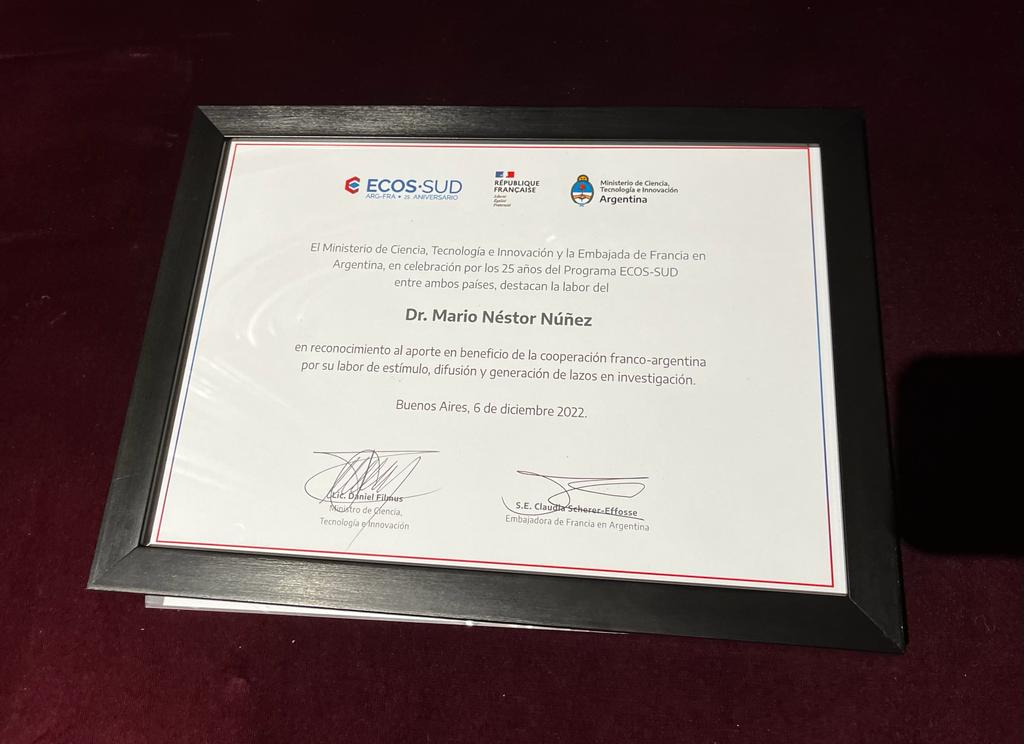 ECOS·SUD
ARG-FRA • 25 ANIVERSARIO
RÉPUBLIQUE
FRANÇAISE
Liberté
Égalité
Fraternité
Ministerio de Ciencia,
Tecnología e Innovación
Argentina
El Ministerio de Ciencia, Tecnología e Innovación y la Embajada de Francia en
Argentina, en celebración por los 25 años del Programa ECOS-SUD
entre ambos países, destacan la labor del
Dr. Mario Néstor Núñez
en reconocimiento al aporte en beneficio de la cooperación franco-argentina
por su labor de estímulo, difusión y generación de lazos en investigación.
Buenos Aires, 6 de diciembre 2022.
Lic. Daniel Filmus
Ministro de Ciencia,
Tecnología e Innovación
S.E. Claudia Scherer-Effosse
Embajadora de Francia en Argentina